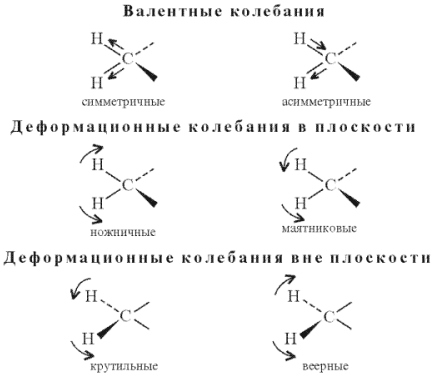 Валентные колебания
H
C
H
симметричные
H
C
H
асимметричные
Деформационные колебания в плоскости
H
C
H
ножничные
H
C
H
маятниковые
Деформационные колебания вне плоскости
H
C
H
крутильные
H
C
H
веерные